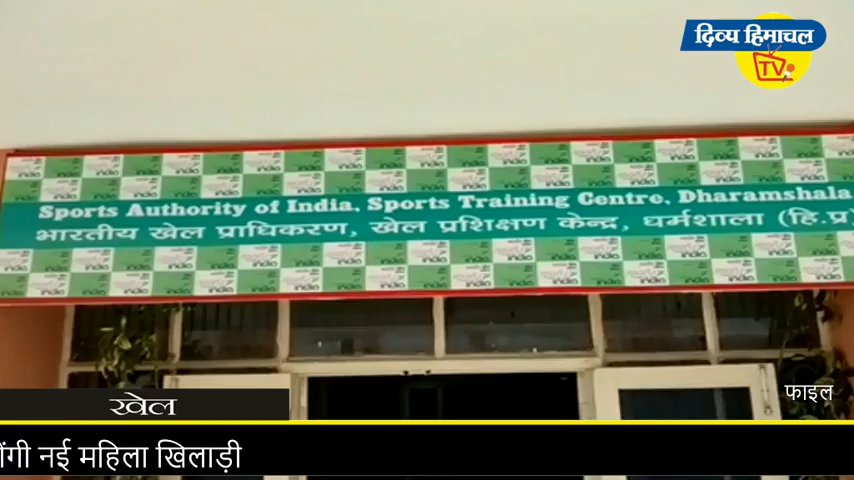 दिव्य हिमाचल
TV
Sports Authority of India, Sports Training Centre, Dharamshala
भारतीय खेल प्राधिकरण, खेल प्रशिक्षण केन्द्र, धर्मशाला (हि.प्र)
फाइल
खेल
नई महिला खिलाड़ी